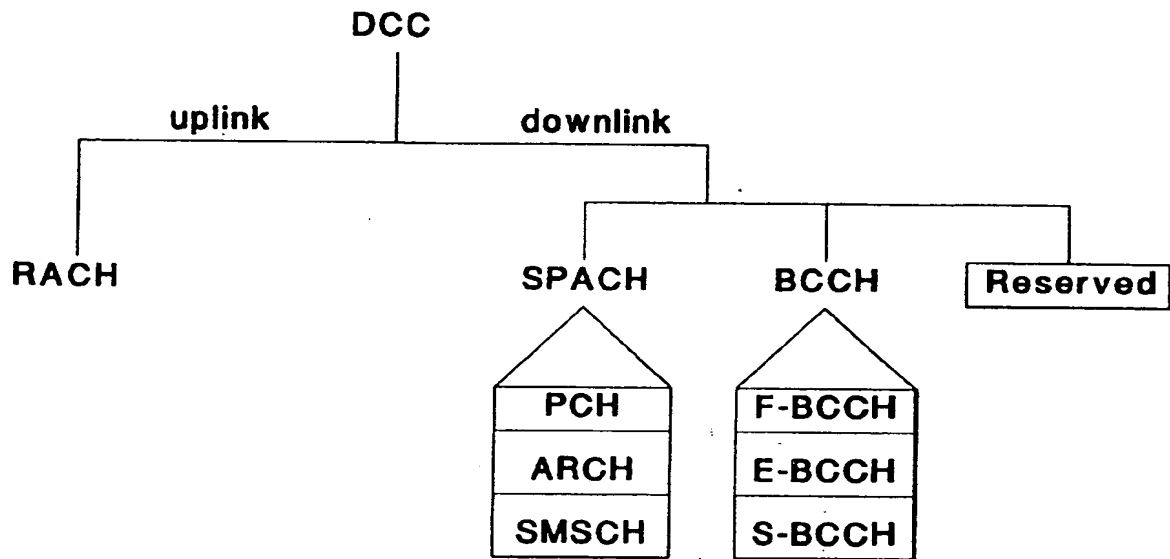 DCC
uplink
downlink
RACH
SPACH
BCCH
Reserved
PCH
ARCH
SMSCH
F-BCCH
E-BCCH
S-BCCH